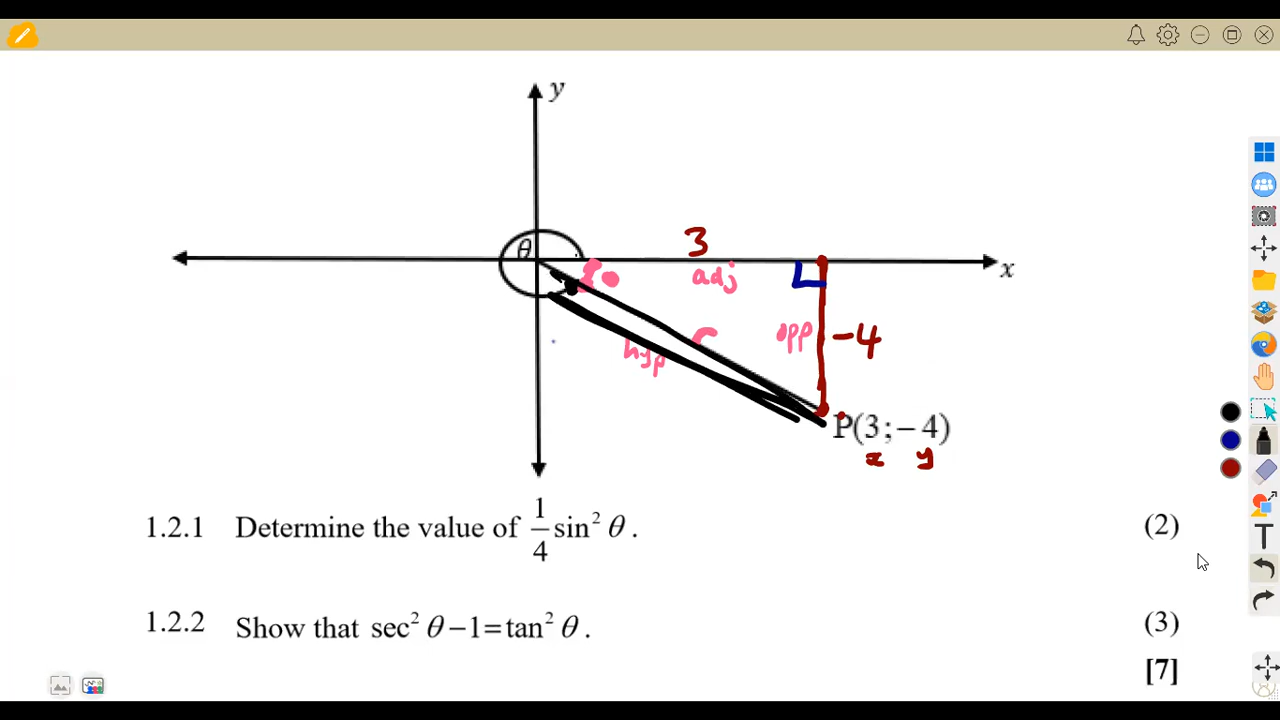 y
3
θ
x
adj
opp
-4
r
hyp
P(3;−4)
x y
1.2.1 Determine the value of 1/4 sin² θ. (2)
1.2.2 Show that sec² θ−1=tan² θ. (3)
[7]
T